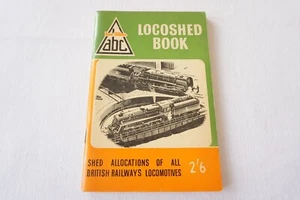 abc
LOCOSHED
BOOK
SHED ALLOCATIONS OF ALL
BRITISH RAILWAYS LOCOMOTIVES
2/6